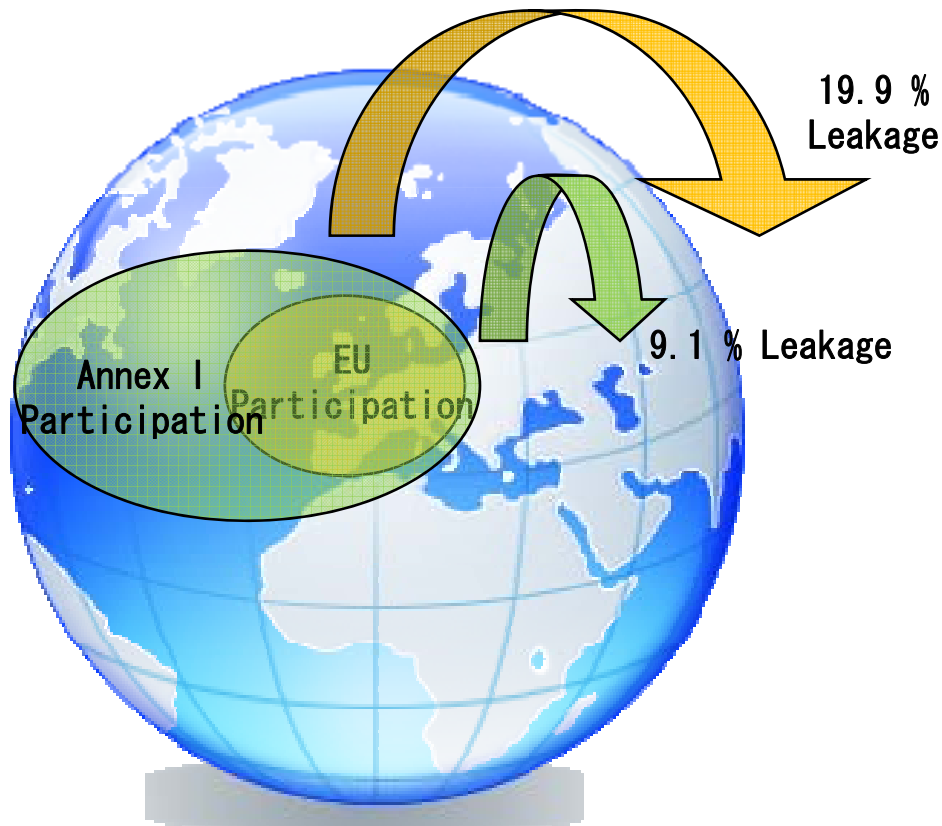 19.9 %
Leakage
9.1 % Leakage
EU
Participation
Annex I
Participation